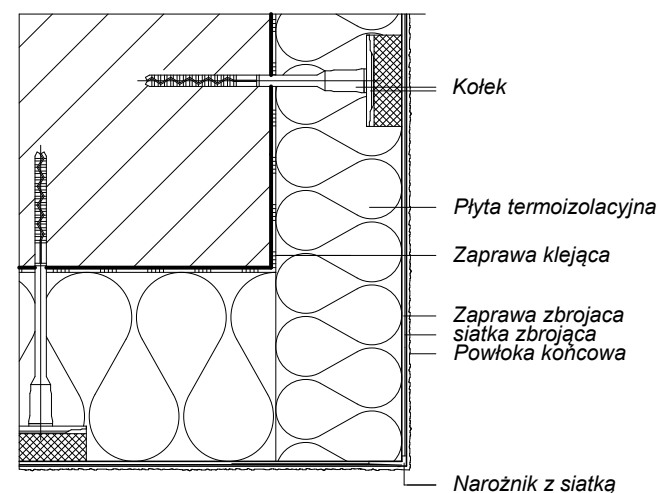 Kołek
Płyta termoizolacyjna
Zaprawa klejąca
Zaprawa zbrojaca
siatka zbrojąca
Powłoka końcowa
Narożnik z siatką